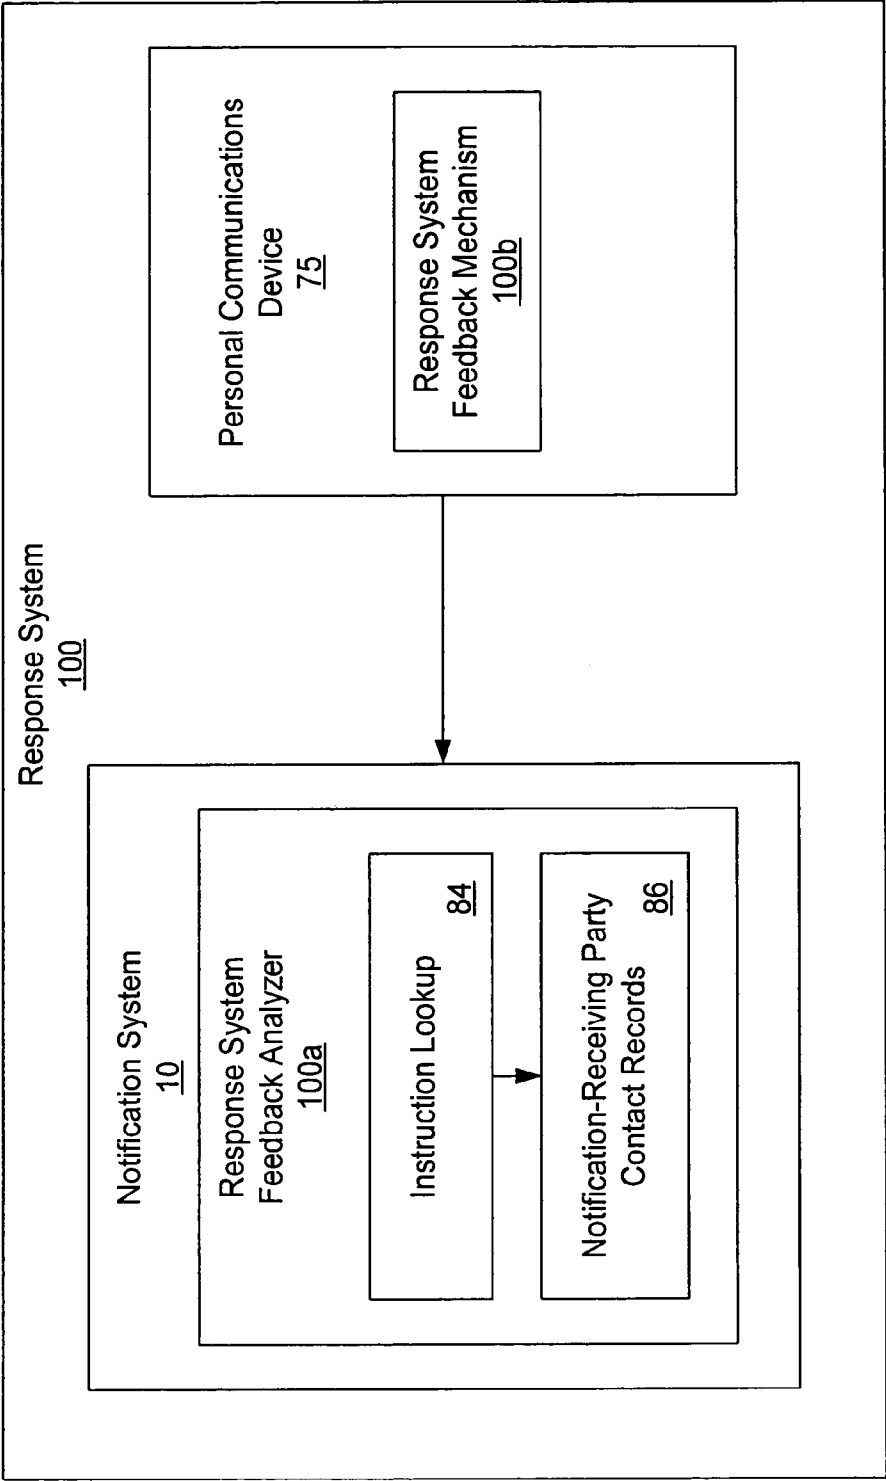 Response System
100
Notification System
10
Response System
Feedback Analyzer
100a
Instruction Lookup
84
Notification-Receiving Party
Contact Records
86
Personal Communications
Device
75
Response System
Feedback Mechanism
100b